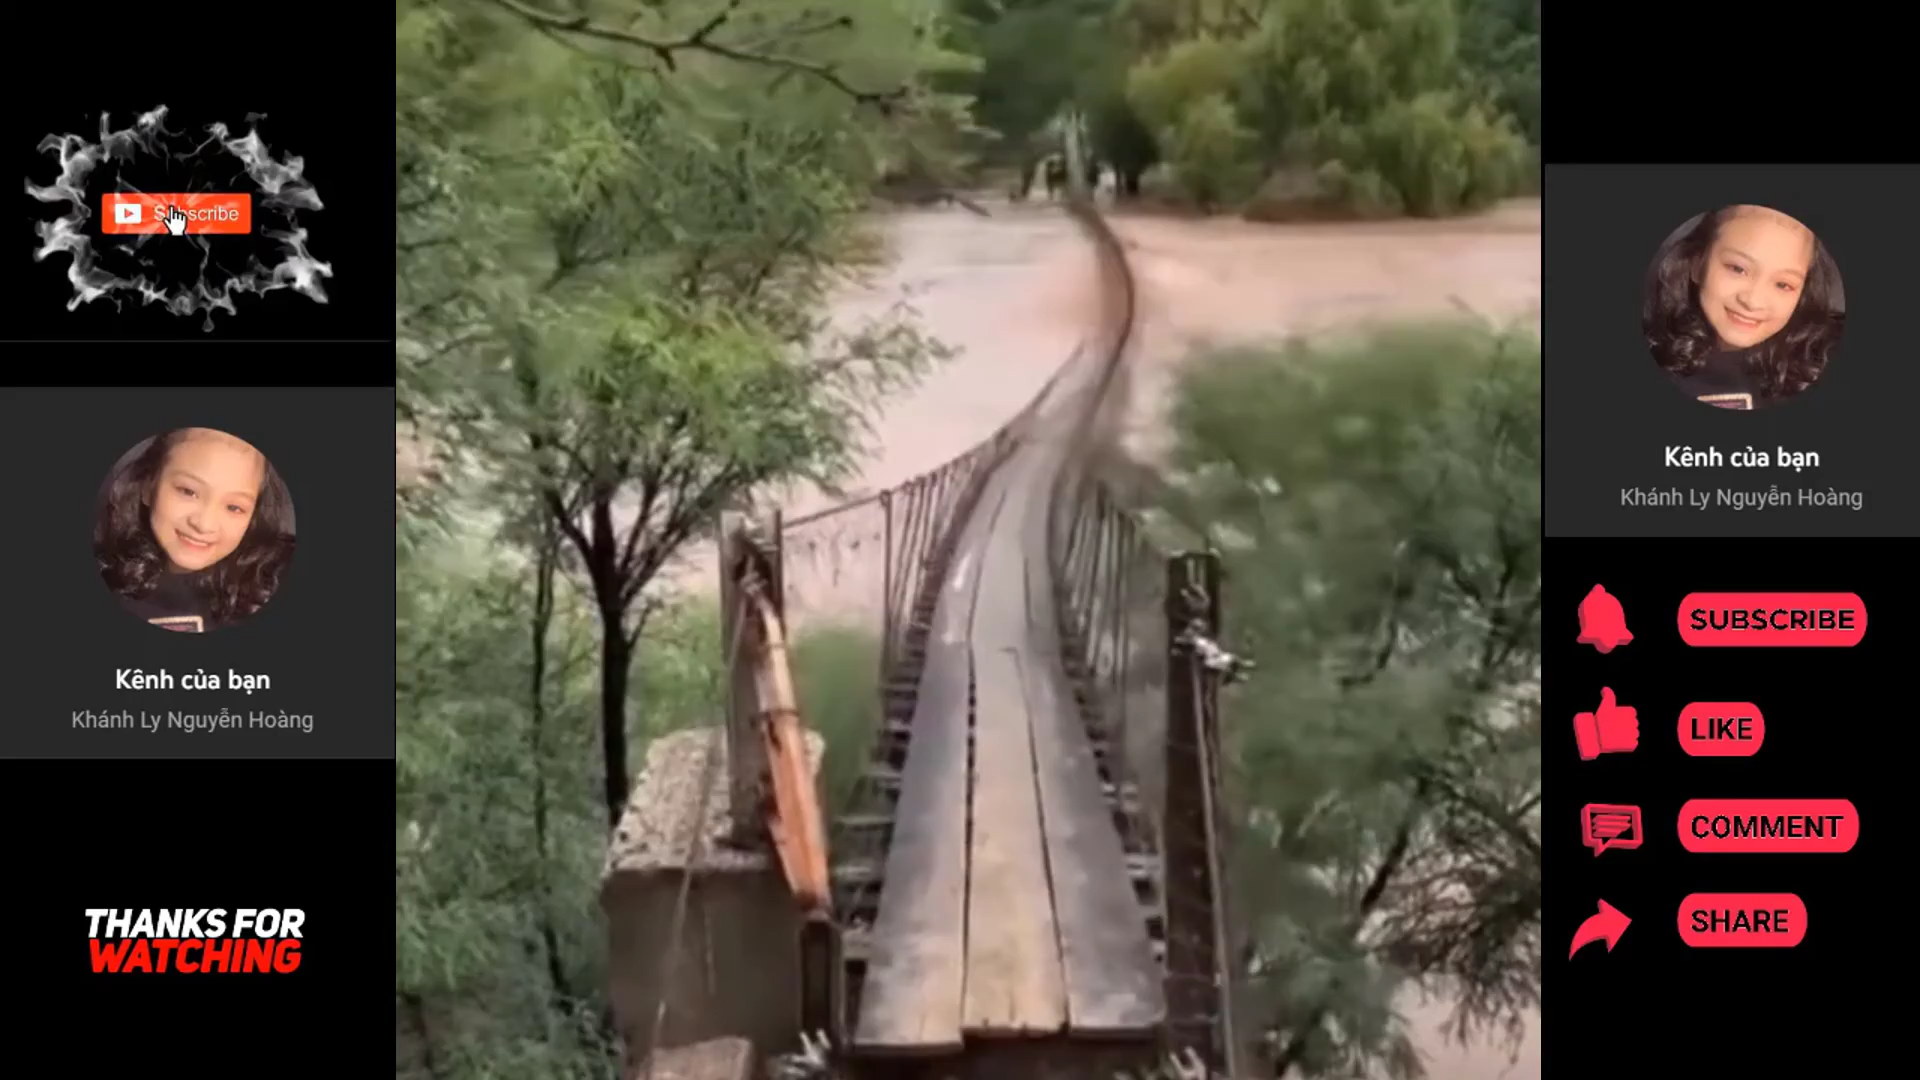 Subscribe
Kênh của bạn
Khánh Ly Nguyễn Hoàng
THANKS FOR
WATCHING
Kênh của bạn
Khánh Ly Nguyễn Hoàng
SUBSCRIBE
LIKE
COMMENT
SHARE